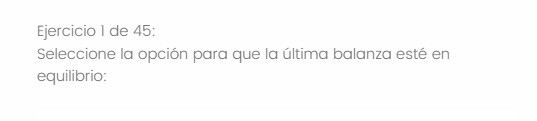 Ejercicio 1 de 45:
Seleccione la opción para que la última balanza esté en
equilibrio: